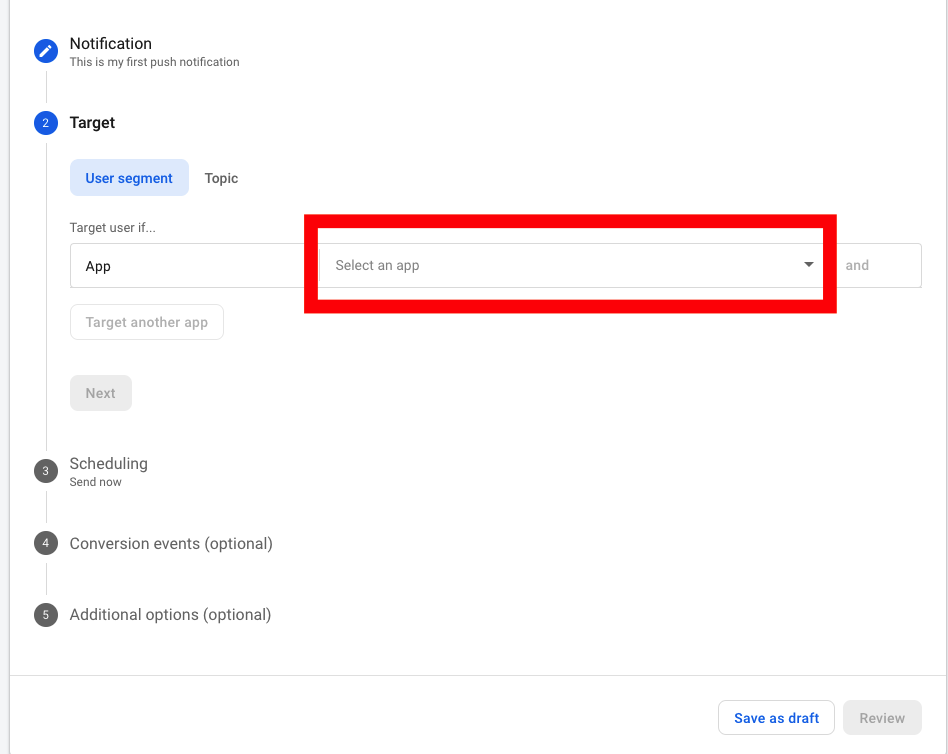 Notification
This is my first push notification
2
Target
User segment
Topic
Target user if...
App
Select an app
and
Target another app
Next
3
Scheduling
Send now
4
Conversion events (optional)
5
Additional options (optional)
Save as draft
Review